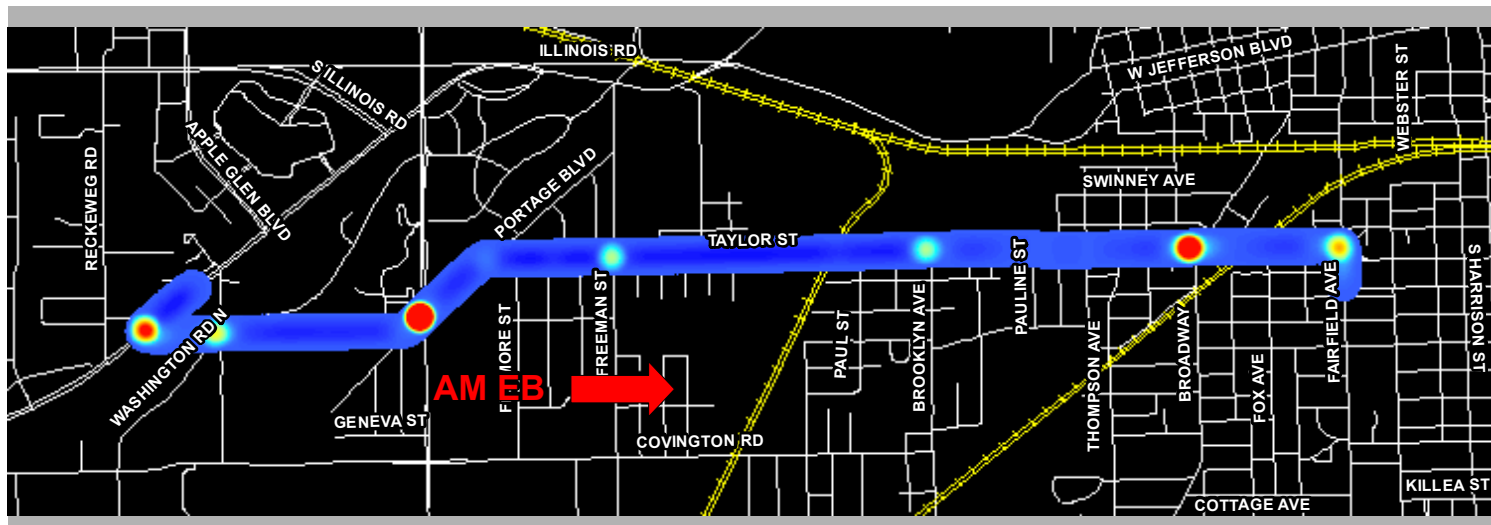 ILLINOIS RD
W JEFFERSON BLVD
WEBSTER ST
S ILLINOIS RD
APPLE GLEN BLVD
RECKEWEG RD
PORTAGE BLVD
SWINNEY AVE
TAYLOR ST
PAULINE ST
FAIRFIELD AVE
S HARRISON ST
WASHINGTON RD N
FREEMAN ST
PAUL ST
BROOKLYN AVE
THOMPSON AVE
BROADWAY
FOX AVE
AM EB
GENEVA ST
COVINGTON RD
KILLEA ST
COTTAGE AVE